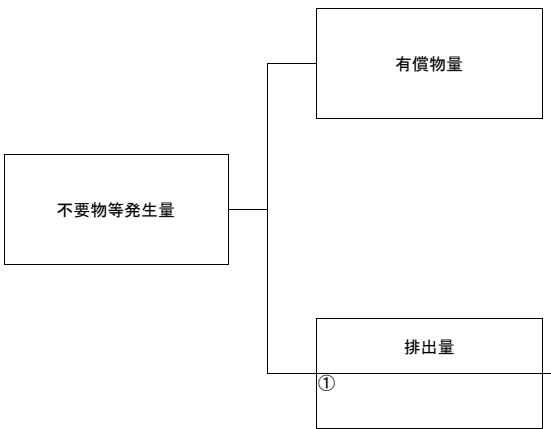 有償物量
不要物等発生量
排出量
①